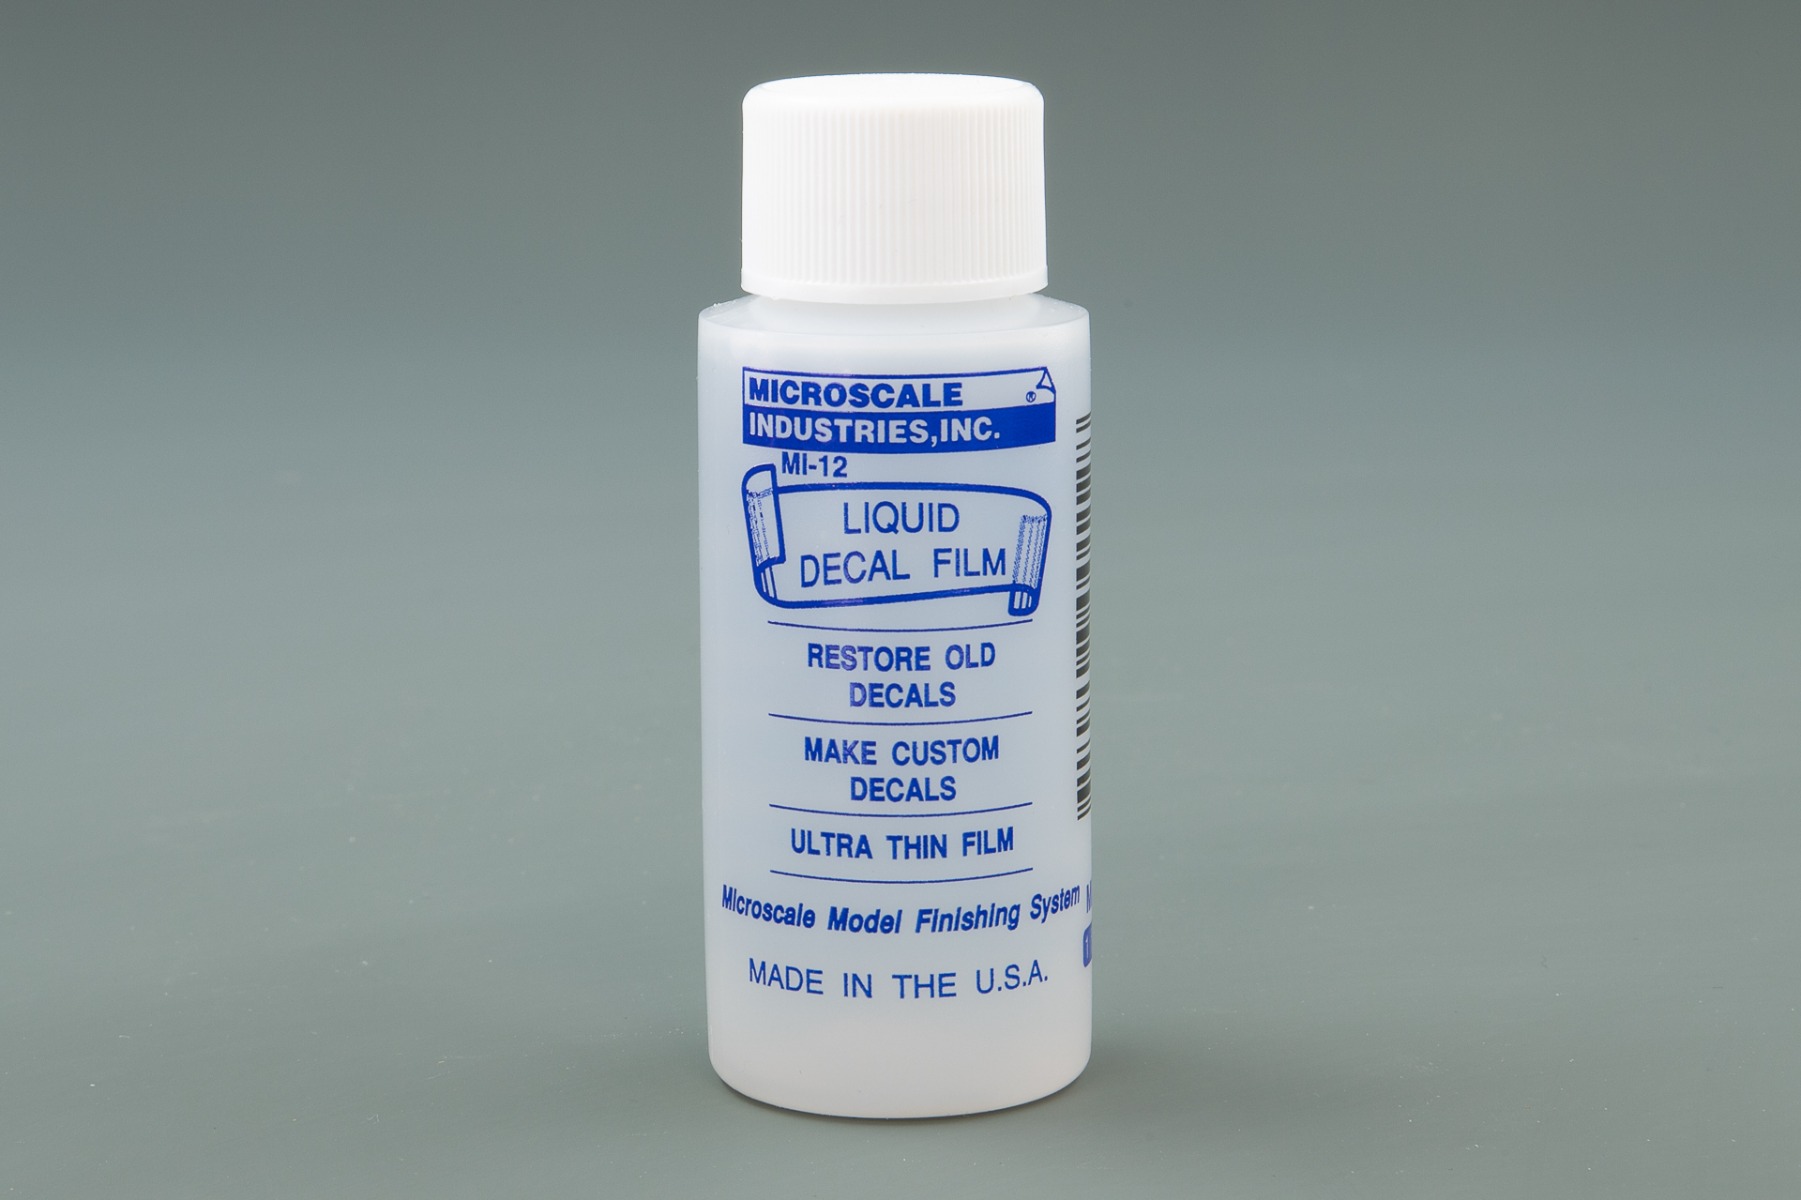 MICROSCALE
INDUSTRIES,INC.
MI-12
LIQUID
DECAL FILM
RESTORE OLD
DECALS
MAKE CUSTOM
DECALS
ULTRA THIN FILM
Microscale Model Finishing System
MADE IN THE U.S.A.